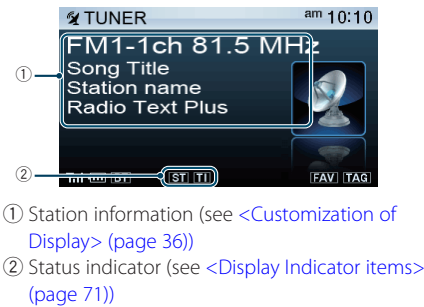 TUNER am 10:10
FM1-1ch 81.5 MHz
① Song Title
Station name
Radio Text Plus
② BT ST TI FAV TAG
① Station information (see <Customization of
Display> (page 36))
② Status indicator (see <Display Indicator items>
(page 71))